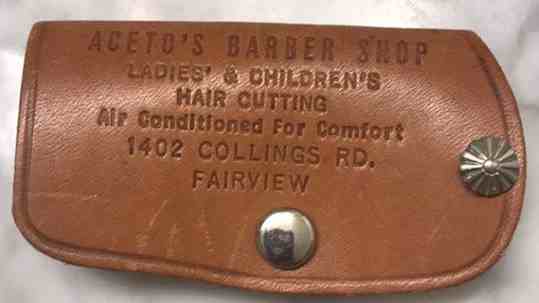 ACETO'S BARBER SHOP
LADIES' & CHILDREN'S
HAIR CUTTING
Air Conditioned For Comfort
1402 COLLINGS RD.
FAIRVIEW